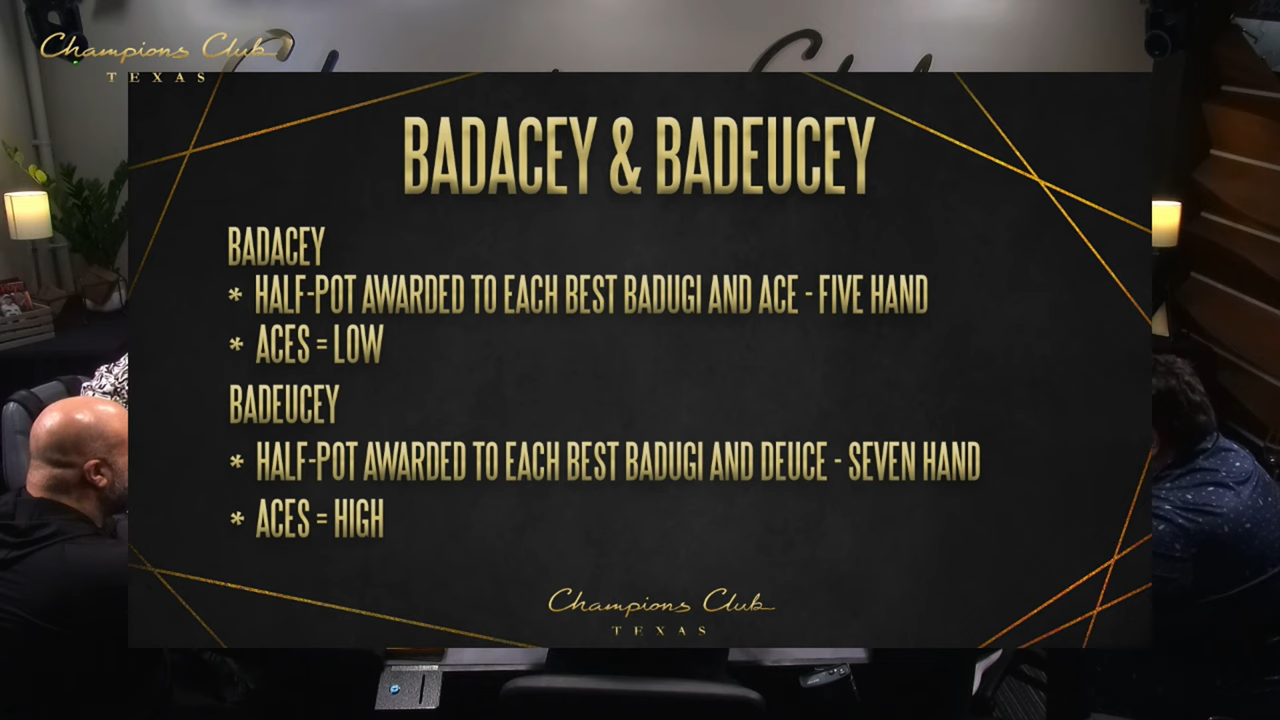 Champions Club
TEXAS
BADACEY & BADEUCEY
BADACEY
* HALF-POT AWARDED TO EACH BEST BADUGI AND ACE - FIVE HAND
* ACES = LOW
BADEUCEY
* HALF-POT AWARDED TO EACH BEST BADUGI AND DEUCE - SEVEN HAND
* ACES = HIGH
Champions Club
TEXAS